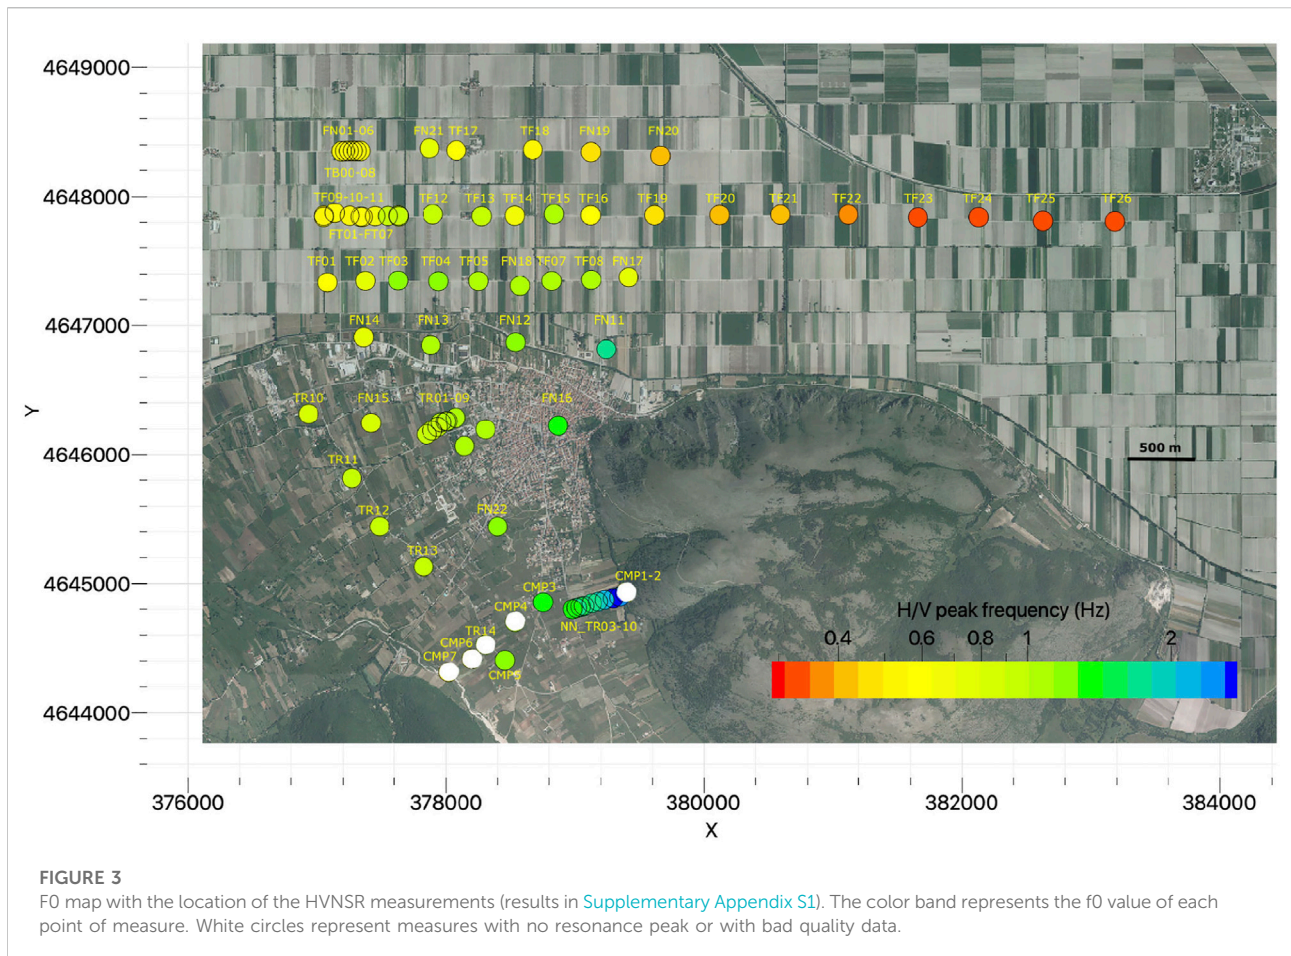 4649000
4648000
4647000
4646000
4645000
4644000
Y
FN01-06 FN21 TF17 TF18 FN19 FN20
TB00-08
TF09-10-11 TF12 TF13 TF14 TF15 TF16 TF19 TF20 TF21 TF22 TF23 TF24 TF25 TF26
FT01-FT07
TF01 TF02 TF03 TF04 TF05 FN18 TF07 TF08 FN17
FN14 FN13 FN12 FN11
TR10 FN15 TR01-09 FN16
500 m
TR11
TR12 FN22
TR13
CMP3 CMP1-2
CMP4
NN_TR03-10
TR14
CMP6
CMP7
CMP5
H/V peak frequency (Hz)
0.4 0.6 0.8 1 2
376000 378000 380000 382000 384000
X
FIGURE 3
F0 map with the location of the HVNSR measurements (results in Supplementary Appendix S1). The color band represents the f0 value of each
point of measure. White circles represent measures with no resonance peak or with bad quality data.